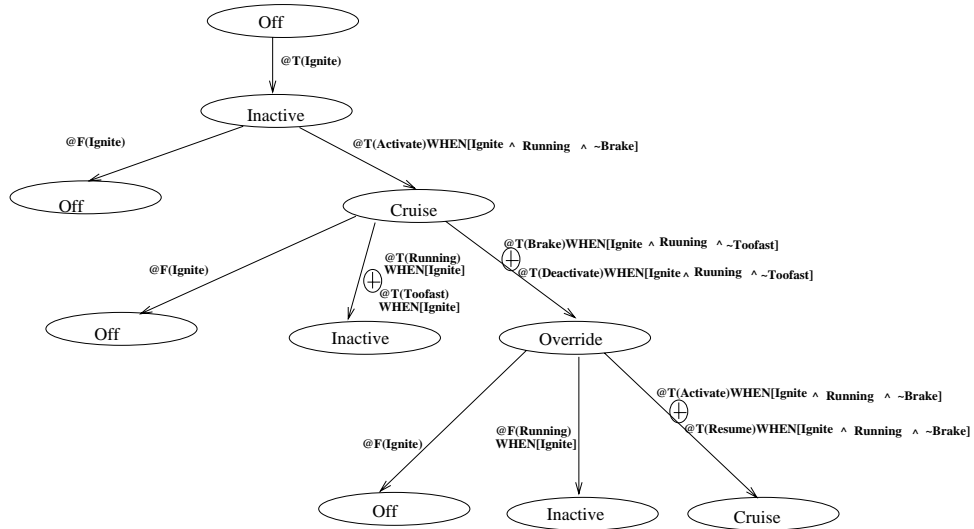 Off
@T(Ignite)
Inactive
@F(Ignite)
@T(Activate)WHEN[Ignite ^ Running ^ ~Brake]
Off
Cruise
@F(Ignite)
@T(Running)
WHEN[Ignite]
@T(Toofast)
WHEN[Ignite]
@T(Brake)WHEN[Ignite ^ Ruuning ^ ~Toofast]
@T(Deactivate)WHEN[Ignite ^ Ruuning ^ ~Toofast]
Off
Inactive
Override
@F(Ignite)
@F(Running)
WHEN[Ignite]
@T(Activate)WHEN[Ignite ^ Running ^ ~Brake]
@T(Resume)WHEN[Ignite ^ Running ^ ~Brake]
Off
Inactive
Cruise